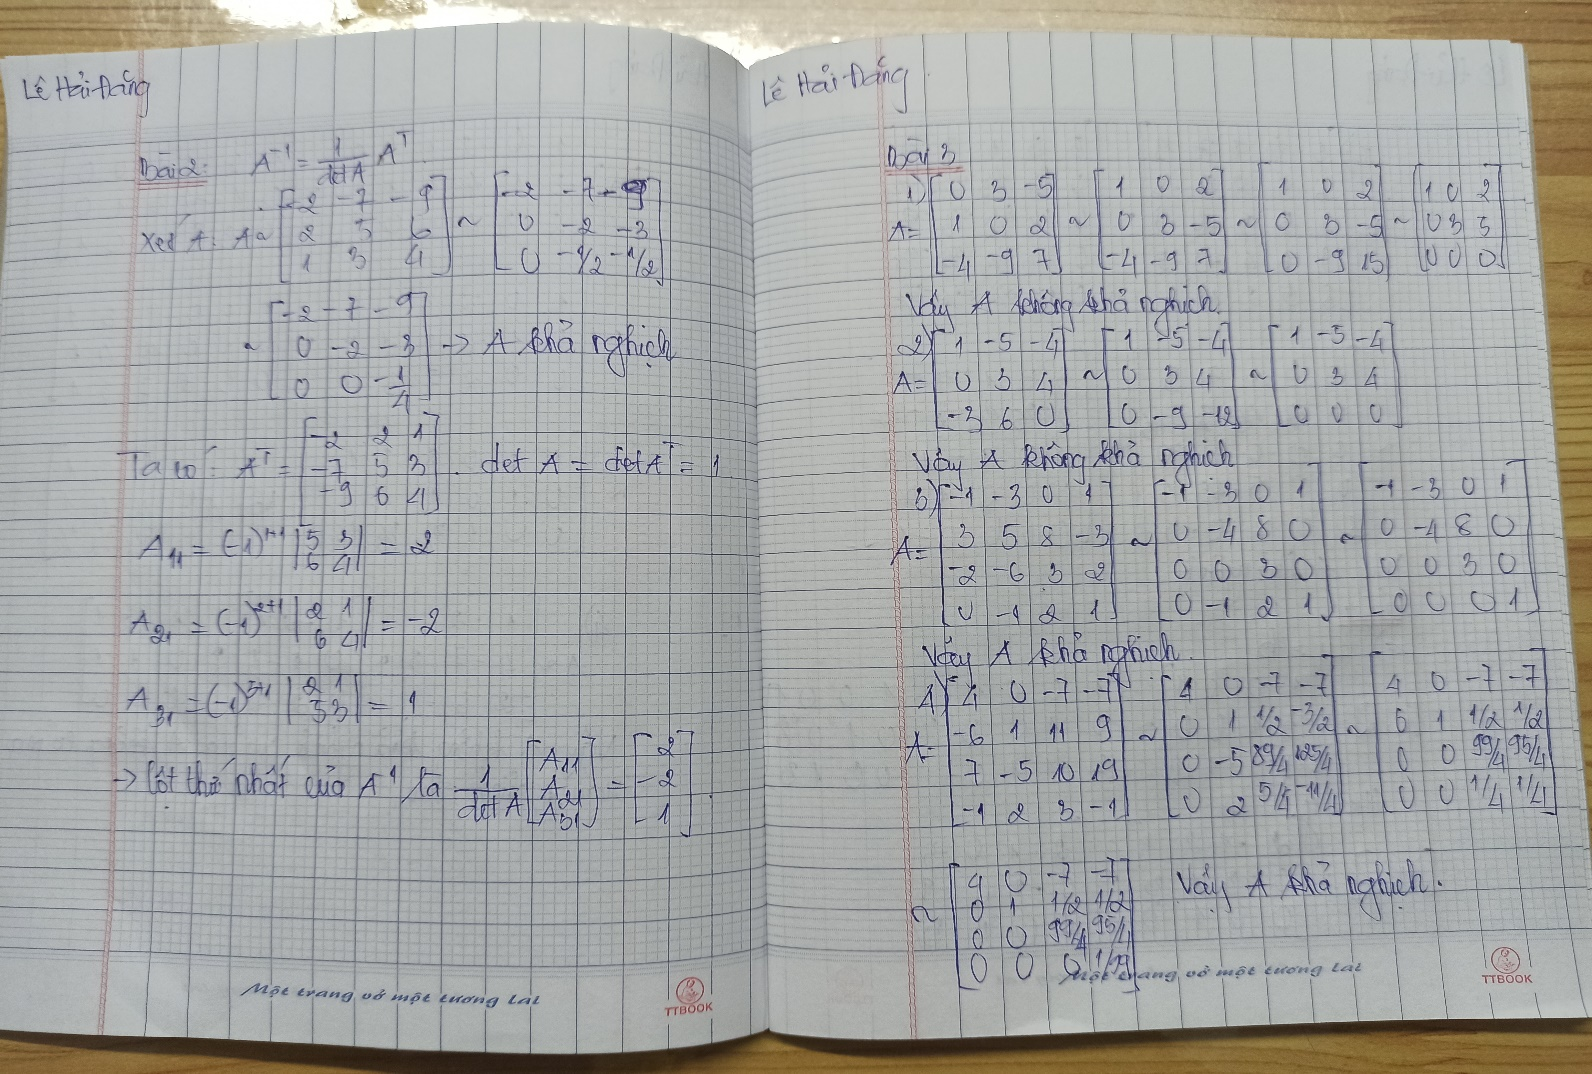 Lê Hải Đăng
Bài 2: A⁻¹ = 1/detA Aᵀ
Xét A: A ~ [-2 -7 -9; 2 5 6; 1 3 4] ~ [-2 -7 -9; 0 -2 -3; 0 -1/2 -1/2]
~ [-2 -7 -9; 0 -2 -3; 0 0 -1/4] -> A khả nghịch
Ta có: Aᵀ = [-2 2 1; -7 5 3; -9 6 4]. det A = det Aᵀ = 1
A₁₁ = (-1)¹⁺¹ |5 3; 6 4| = 2
A₂₁ = (-1)²⁺¹ |2 1; 6 4| = -2
A₃₁ = (-1)³⁺¹ |2 1; 5 3| = 1
-> Cột thứ nhất của A⁻¹ là 1/detA [A₁₁; A₂₁; A₃₁] = [2; -2; 1].
Một trang vở một tương lai
TTBOOK
Lê Hải Đăng
Bài 3
1) A = [0 3 -5; 1 0 2; -4 -9 7] ~ [1 0 2; 0 3 -5; -4 -9 7] ~ [1 0 2; 0 3 -5; 0 -9 15] ~ [1 0 2; 0 3 5; 0 0 0]
Vậy A không khả nghịch.
2) A = [1 -5 -4; 0 3 4; -3 6 0] ~ [1 -5 -4; 0 3 4; 0 -9 -12] ~ [1 -5 -4; 0 3 4; 0 0 0]
Vậy A không khả nghịch
3) A = [-1 -3 0 1; 3 5 8 -3; -2 -6 3 2; 0 -1 2 1] ~ [-1 -3 0 1; 0 -4 8 0; 0 0 3 0; 0 -1 2 1] ~ [-1 -3 0 1; 0 -4 8 0; 0 0 3 0; 0 0 0 1]
Vậy A khả nghịch.
4) A = [4 0 -7 -7; -6 1 11 9; 7 -5 10 19; -1 2 3 -1] ~ [4 0 -7 -7; 0 1 1/2 -3/2; 0 -5 89/4 125/4; 0 2 5/4 -11/4] ~ [4 0 -7 -7; 0 1 1/2 1/2; 0 0 99/4 95/4; 0 0 1/4 1/4]
~ [4 0 -7 -7; 0 1 1/2 1/2; 0 0 99/4 95/4; 0 0 0] Vậy A khả nghịch.
Một trang vở một tương lai
TTBOOK